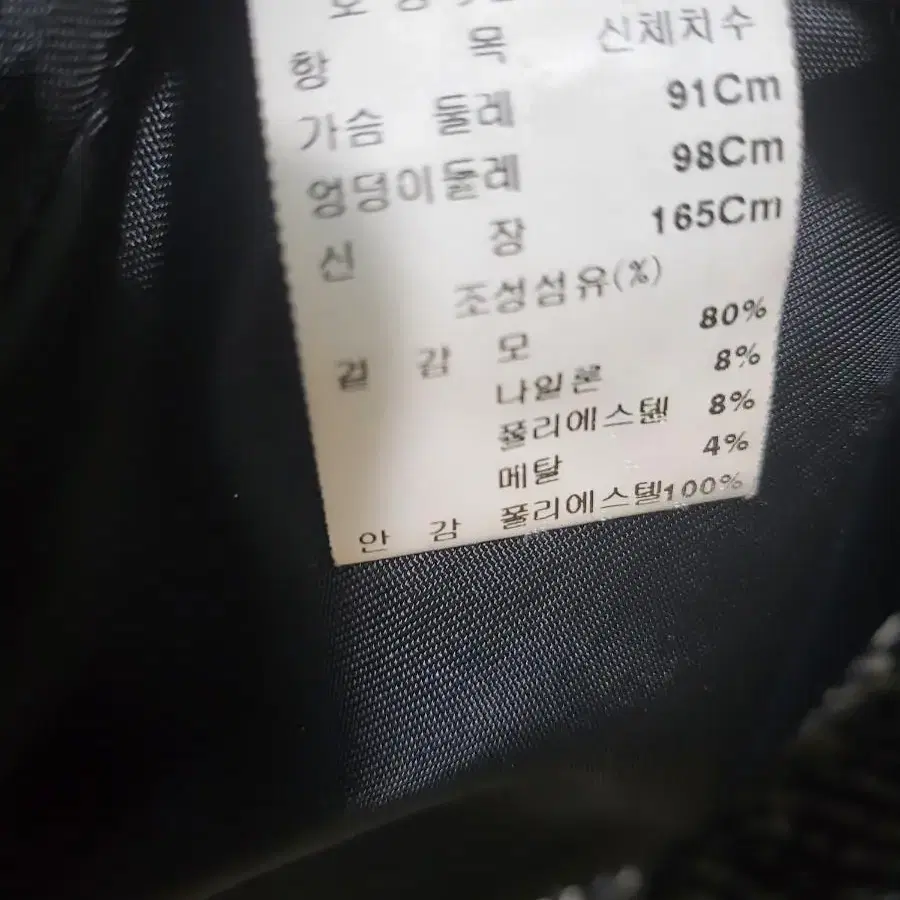 항 목 신체치수
가슴 둘레 91Cm
엉덩이둘레 98Cm
신 장 165Cm
조성섬유(%)
겉 감 모 80%
나일론 8%
폴리에스텔 8%
메탈 4%
안 감 폴리에스텔100%